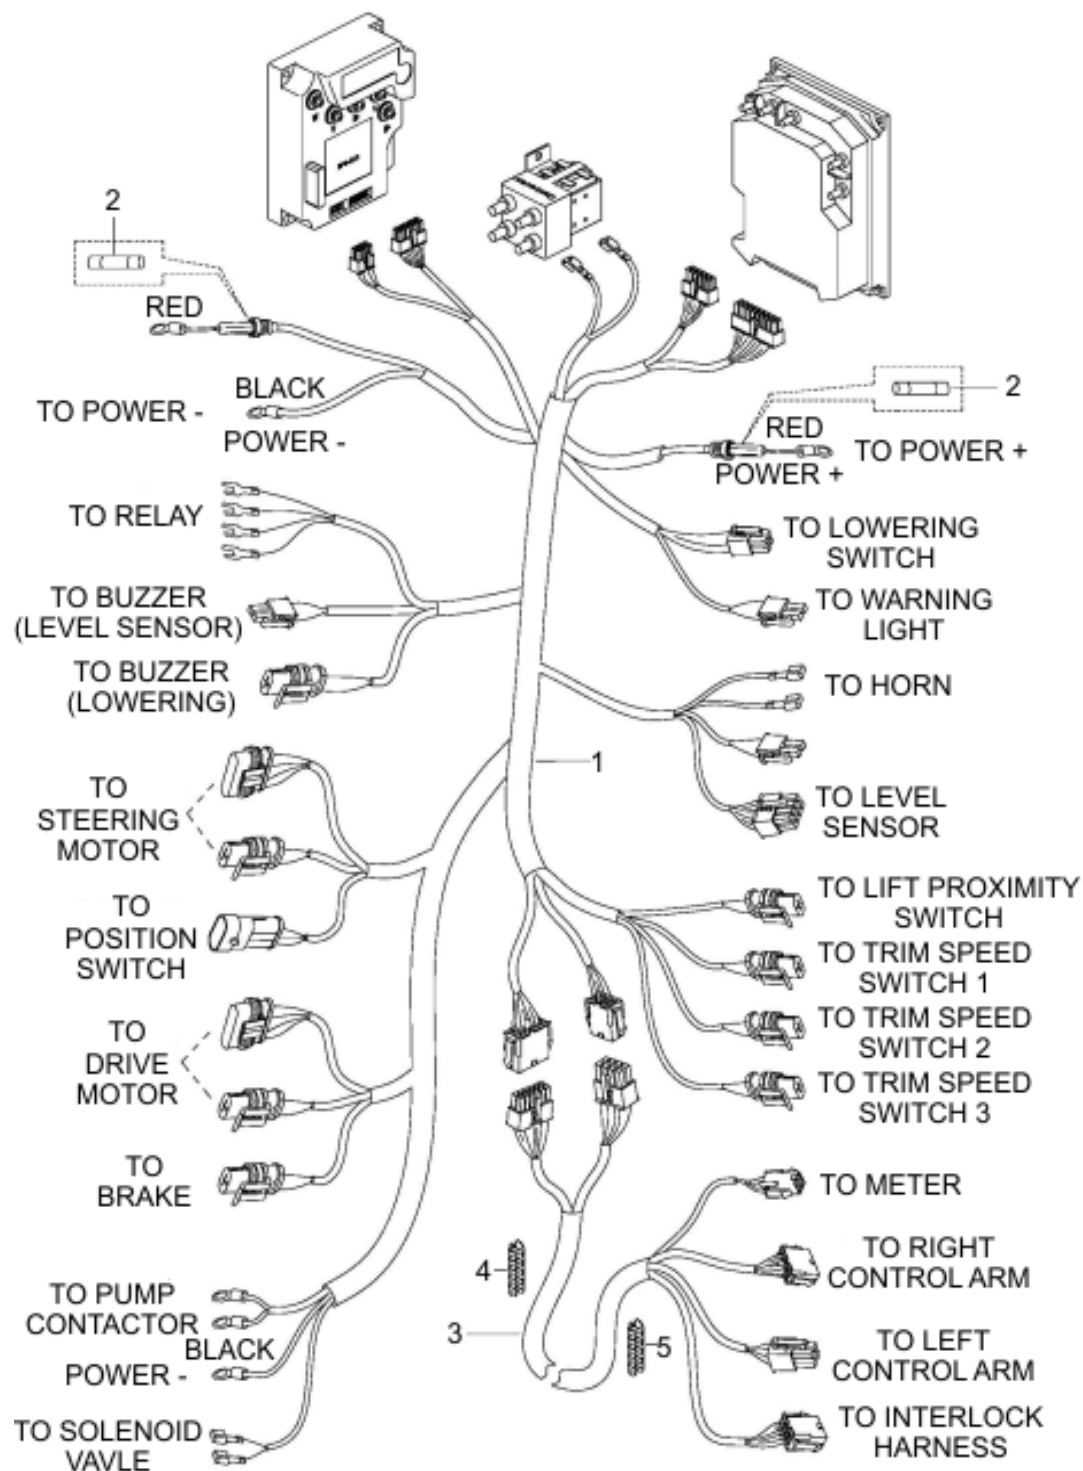 2
RED
BLACK
TO POWER -
POWER -
2
RED
TO POWER +
POWER +
TO RELAY
TO LOWERING
SWITCH
TO BUZZER
(LEVEL SENSOR)
TO WARNING
LIGHT
TO BUZZER
(LOWERING)
TO HORN
1
TO
STEERING
MOTOR
TO LEVEL
SENSOR
TO
POSITION
SWITCH
TO LIFT PROXIMITY
SWITCH
TO TRIM SPEED
SWITCH 1
TO TRIM SPEED
SWITCH 2
TO
DRIVE
MOTOR
TO TRIM SPEED
SWITCH 3
TO
BRAKE
TO METER
4
TO RIGHT
CONTROL ARM
TO PUMP
CONTACTOR
3
5
BLACK
POWER -
TO LEFT
CONTROL ARM
TO SOLENOID
VAVLE
TO INTERLOCK
HARNESS